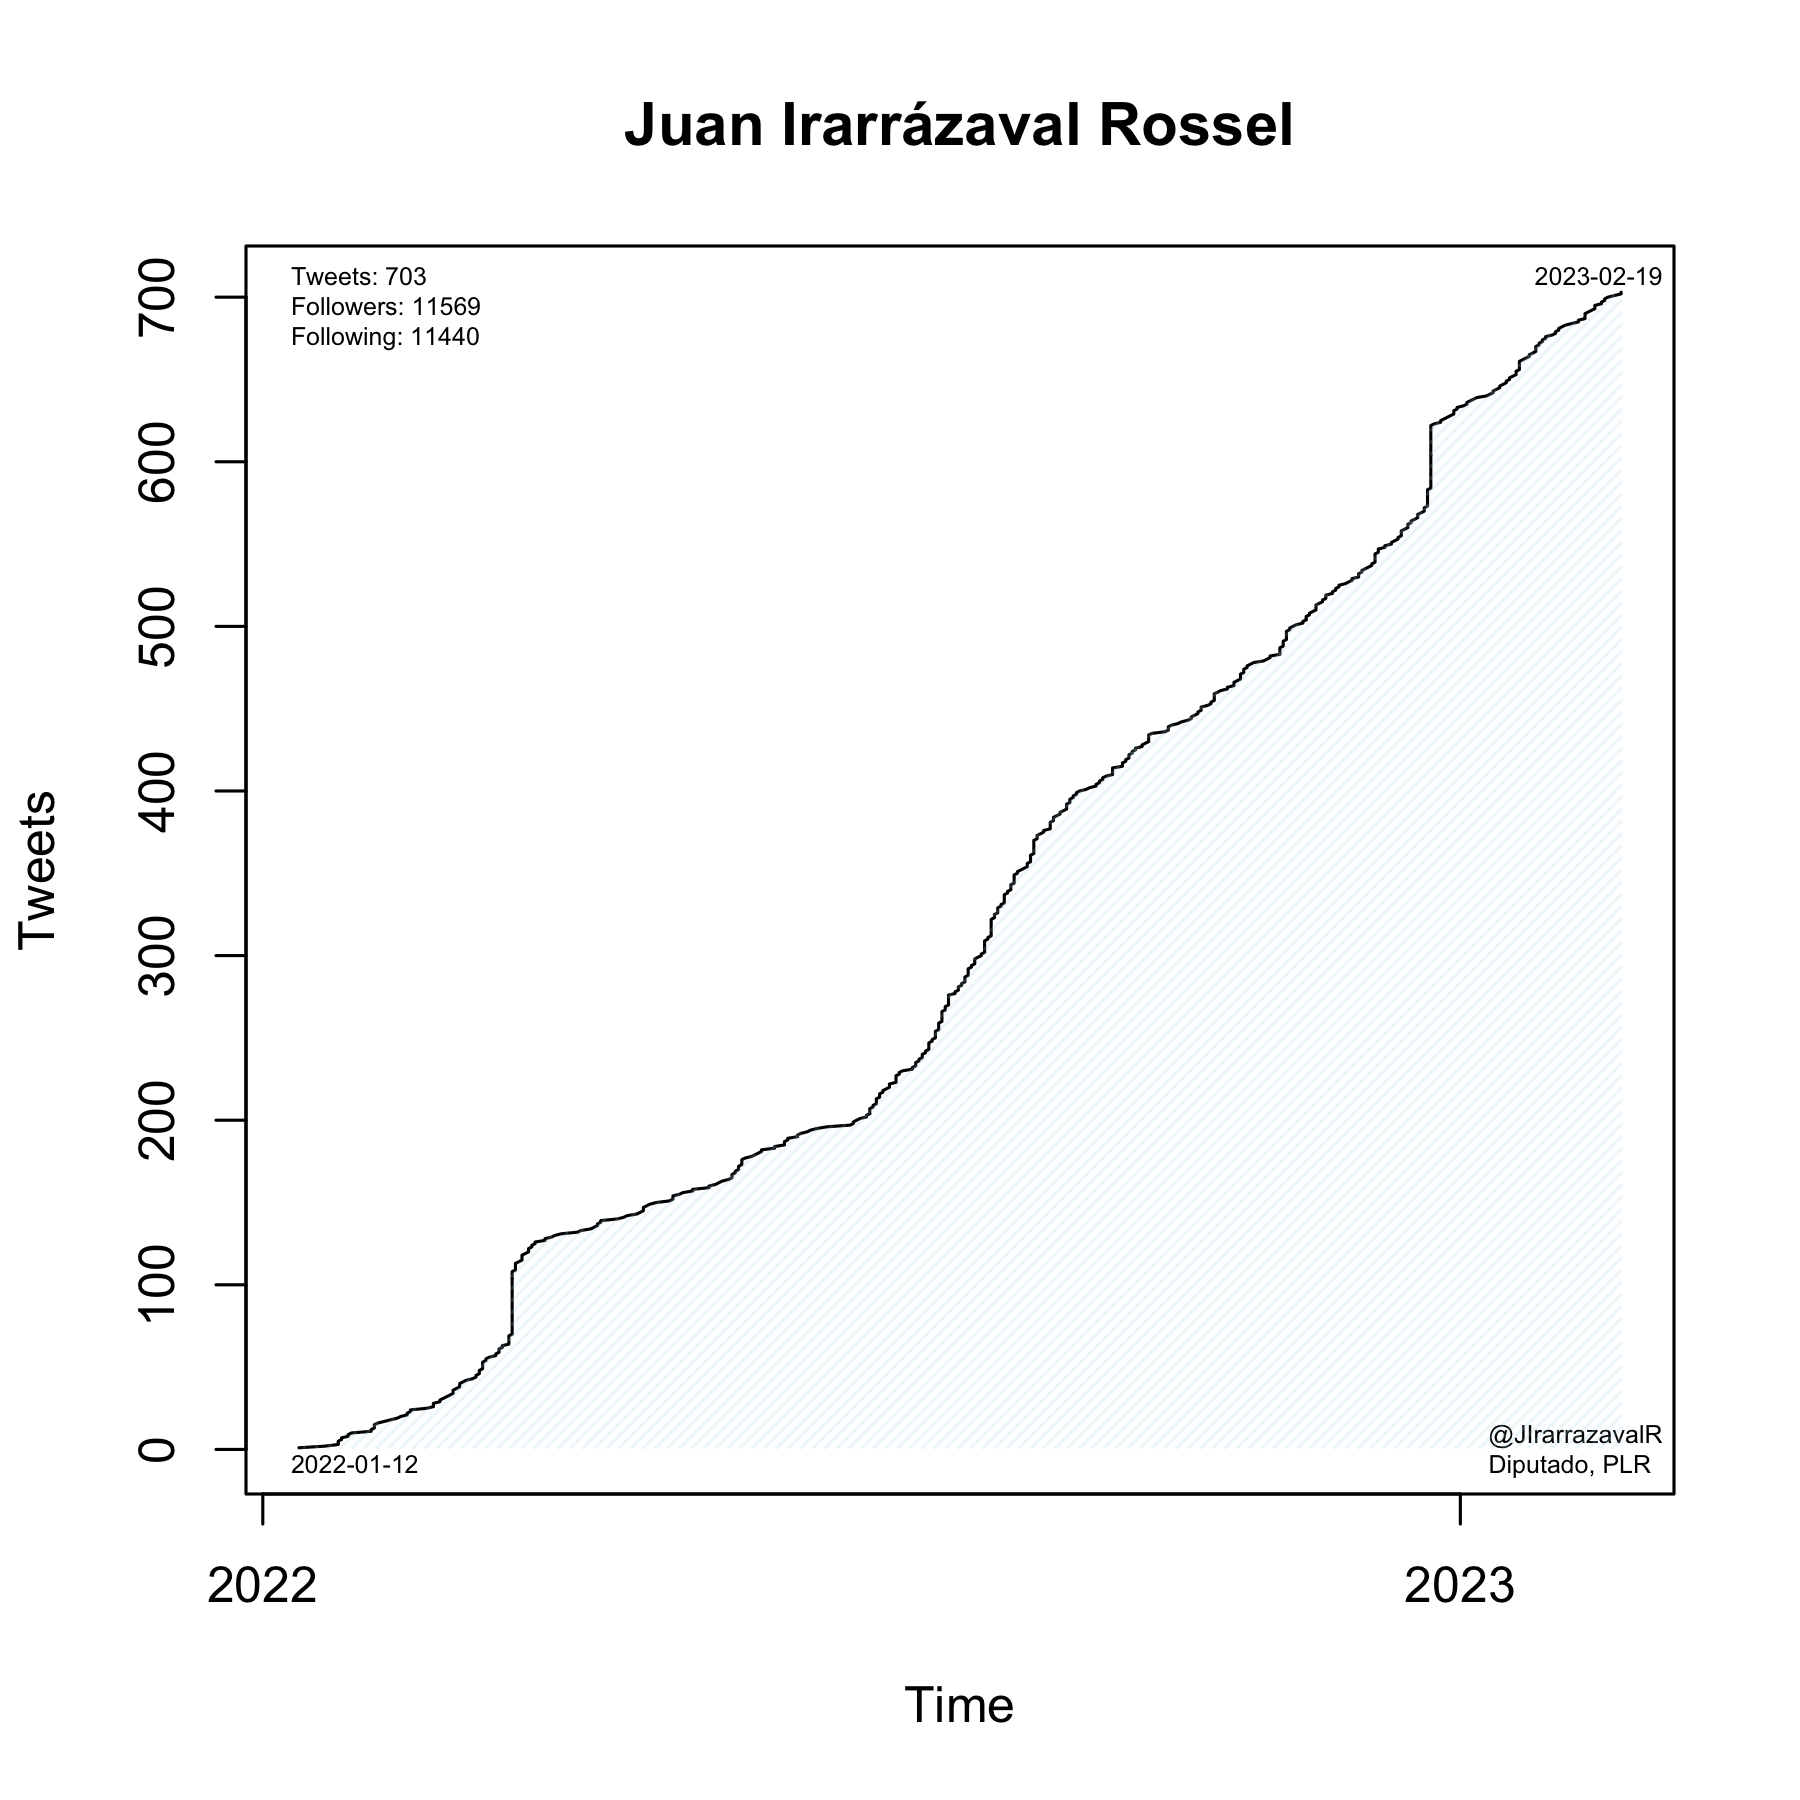 Juan Irarrázaval Rossel
Tweets: 703
Followers: 11569
Following: 11440
2023-02-19
700
600
500
400
300
200
100
0
Tweets
2022-01-12
@JIrarrazavalR
Diputado, PLR
2022
2023
Time